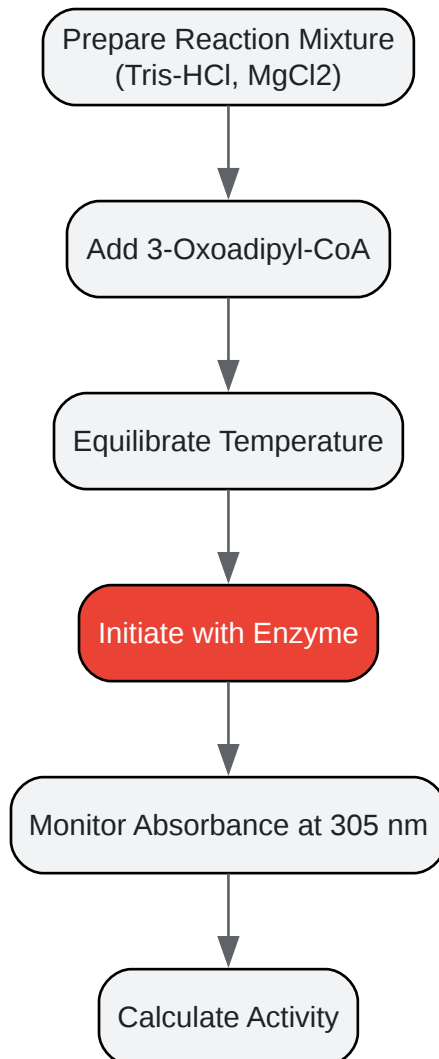 Prepare Reaction Mixture
(Tris-HCl, MgCl2)
Add 3-Oxoadipyl-CoA
Equilibrate Temperature
Initiate with Enzyme
Monitor Absorbance at 305 nm
Calculate Activity